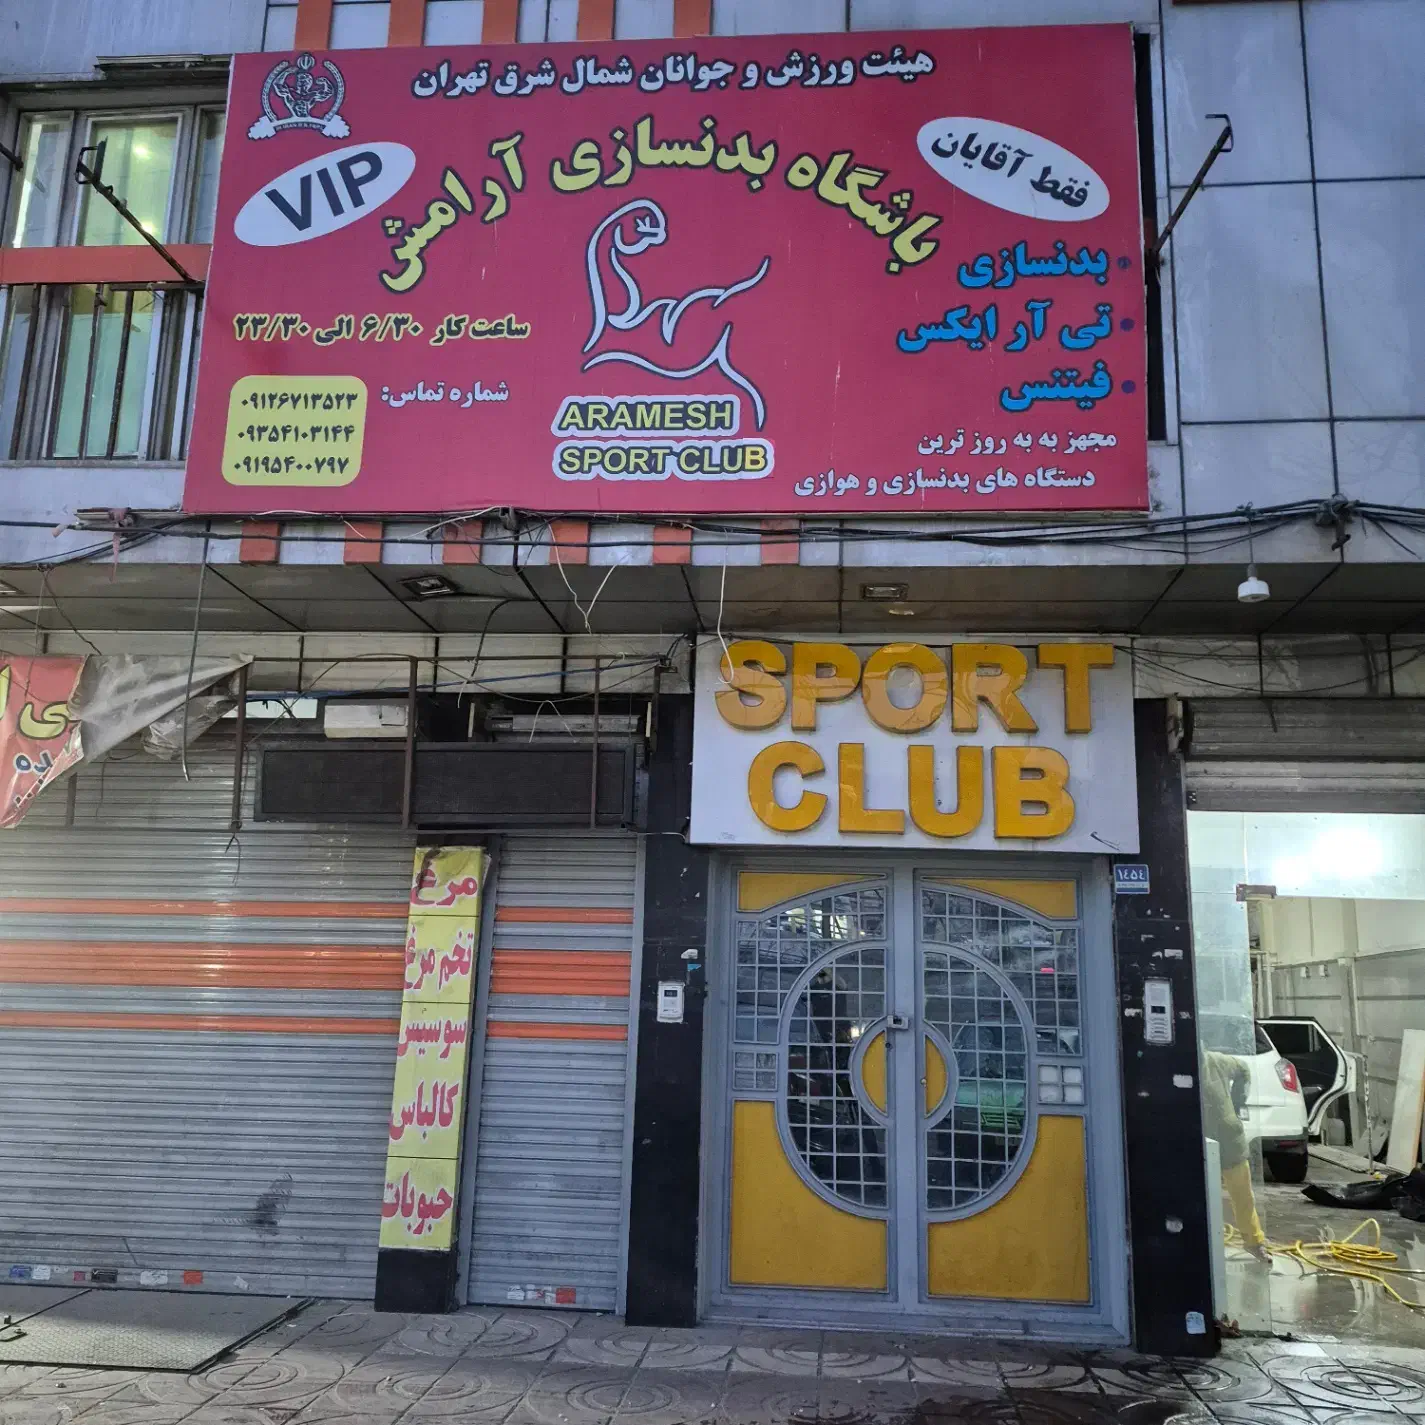 هیئت ورزش و جوانان شمال شرق تهران
باشگاه بدنسازی آرامش
VIP
فقط آقایان
• بدنسازی
• تی آر ایکس
• فیتنس
مجهز به به روز ترین
دستگاه های بدنسازی و هوازی
ساعت کار ۶/۳۰ الی ۲۳/۳۰
شماره تماس:
۰۹۱۲۶۷۱۳۵۲۳
۰۹۳۵۴۱۰۳۱۴۴
۰۹۱۹۵۴۰۰۷۹۷
ARAMESH
SPORT CLUB
SPORT
CLUB
۱۴۵۴
مرغ
تخم مرغ
سوسیس
کالباس
حبوبات